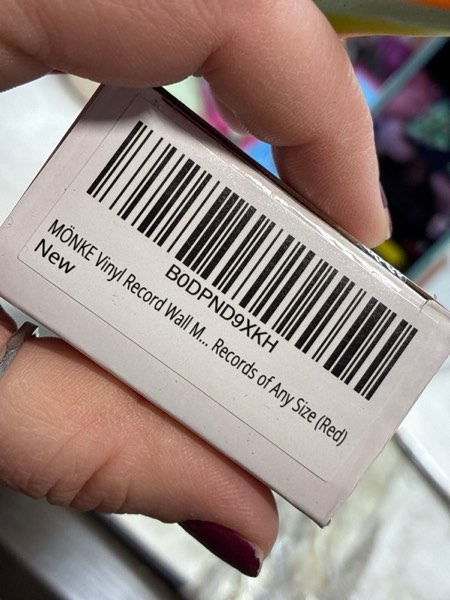 B0DPND9XKH
MÖNKE Vinyl Record Wall M... Records of Any Size (Red)
New